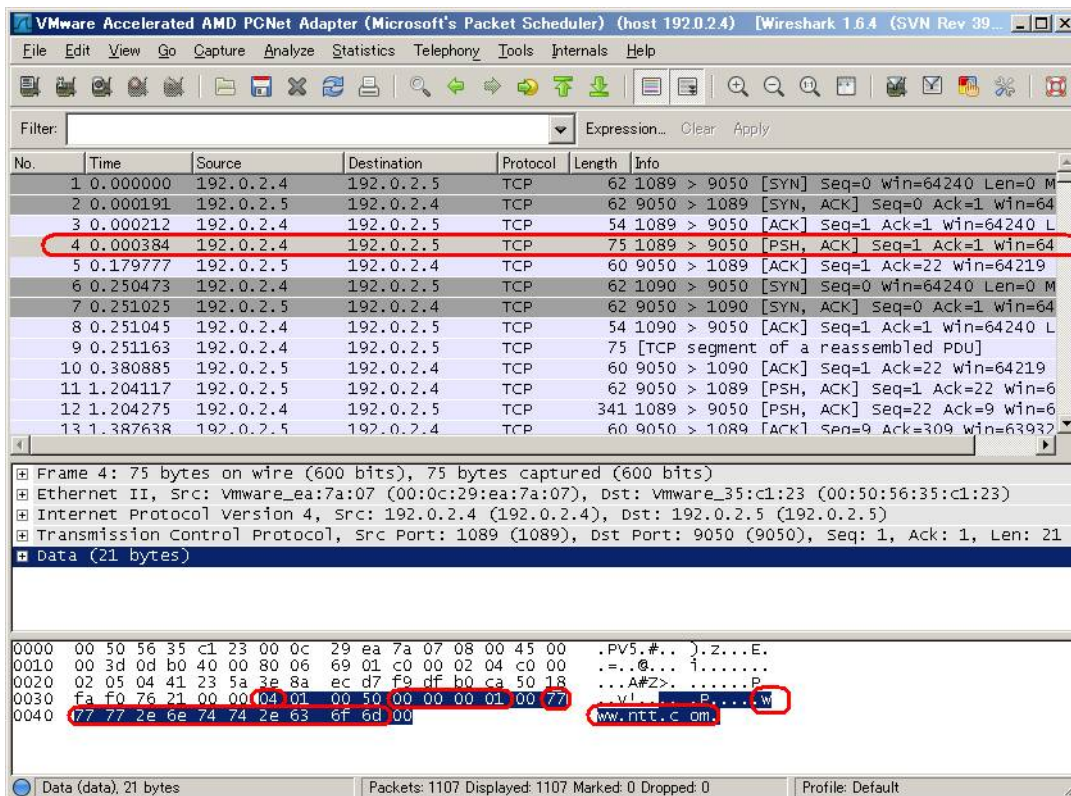 VMware Accelerated AMD PCNet Adapter (Microsoft's Packet Scheduler) (host 192.0.2.4) [Wireshark 1.6.4 (SVN Rev 39...
File Edit View Go Capture Analyze Statistics Telephony Tools Internals Help
Filter: Expression... Clear Apply
No. Time Source Destination Protocol Length Info
1 0.000000 192.0.2.4 192.0.2.5 TCP 62 1089 > 9050 [SYN] Seq=0 Win=64240 Len=0 M
2 0.000191 192.0.2.5 192.0.2.4 TCP 62 9050 > 1089 [SYN, ACK] Seq=0 Ack=1 Win=64
3 0.000212 192.0.2.4 192.0.2.5 TCP 54 1089 > 9050 [ACK] Seq=1 Ack=1 Win=64240 L
4 0.000384 192.0.2.4 192.0.2.5 TCP 75 1089 > 9050 [PSH, ACK] Seq=1 Ack=1 Win=64
5 0.179777 192.0.2.5 192.0.2.4 TCP 60 9050 > 1089 [ACK] Seq=1 Ack=22 Win=64219
6 0.250473 192.0.2.4 192.0.2.5 TCP 62 1090 > 9050 [SYN] Seq=0 Win=64240 Len=0 M
7 0.251025 192.0.2.5 192.0.2.4 TCP 62 9050 > 1090 [SYN, ACK] Seq=0 Ack=1 Win=64
8 0.251045 192.0.2.4 192.0.2.5 TCP 54 1090 > 9050 [ACK] Seq=1 Ack=1 Win=64240 L
9 0.251163 192.0.2.4 192.0.2.5 TCP 75 [TCP segment of a reassembled PDU]
10 0.380885 192.0.2.5 192.0.2.4 TCP 60 9050 > 1090 [ACK] Seq=1 Ack=22 Win=64219
11 1.204117 192.0.2.5 192.0.2.4 TCP 62 9050 > 1089 [PSH, ACK] Seq=1 Ack=22 Win=6
12 1.204275 192.0.2.4 192.0.2.5 TCP 341 1089 > 9050 [PSH, ACK] Seq=22 Ack=9 Win=6
13 1.387638 192.0.2.5 192.0.2.4 TCP 60 9050 > 1089 [ACK] Seq=9 Ack=309 Win=63932
Frame 4: 75 bytes on wire (600 bits), 75 bytes captured (600 bits)
Ethernet II, Src: Vmware_ea:7a:07 (00:0c:29:ea:7a:07), Dst: Vmware_35:c1:23 (00:50:56:35:c1:23)
Internet Protocol Version 4, Src: 192.0.2.4 (192.0.2.4), Dst: 192.0.2.5 (192.0.2.5)
Transmission Control Protocol, Src Port: 1089 (1089), Dst Port: 9050 (9050), Seq: 1, Ack: 1, Len: 21
Data (21 bytes)
0000 00 50 56 35 c1 23 00 0c 29 ea 7a 07 08 00 45 00 .PV5.#.. ).z...E.
0010 00 3d 0d b0 40 00 80 06 69 01 c0 00 02 04 c0 00 .=..@... i.......
0020 02 05 04 41 23 5a 3e 8a ec d7 f9 df b0 ca 50 18 ...A#Z>. ......P.
0030 fa f0 76 21 00 00 04 01 00 50 00 00 00 01 00 77 ..v!.... .P.....w
0040 77 77 2e 6e 74 74 2e 63 6f 6d 00 ww.ntt.c om.
Data (data), 21 bytes Packets: 1107 Displayed: 1107 Marked: 0 Dropped: 0 Profile: Default